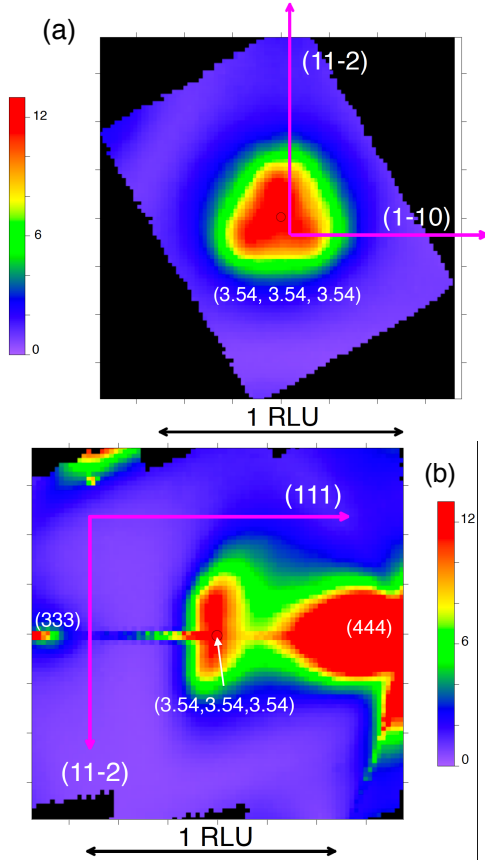 (a)
(11-2)
12
6
0
(1-10)
(3.54, 3.54, 3.54)
1 RLU
(b)
(111)
12
6
0
(333)
(444)
(3.54,3.54,3.54)
(11-2)
1 RLU